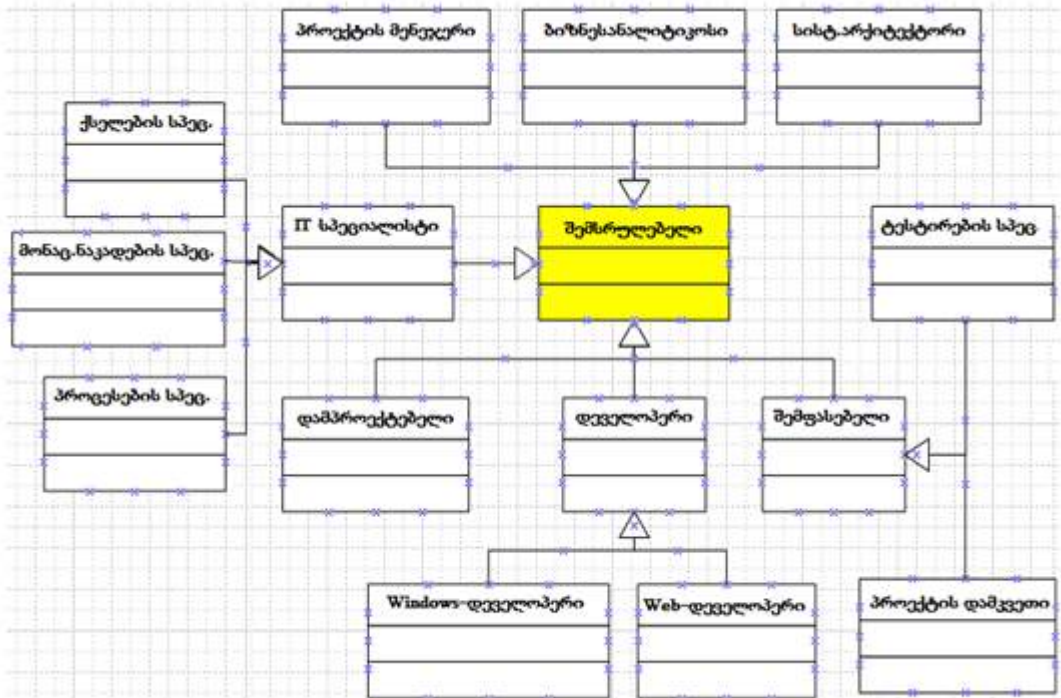 პროექტის მენეჯერი
ბიზნესანალიტიკოსი
სისტ.არქიტექტორი
ქსელების სპეც.
IT სპეციალისტი
შემსრულებელი
ტესტირების სპეც.
მონაც.ნაკადების სპეც.
პროცესების სპეც.
დამპროექტებელი
დეველოპერი
შემფასებელი
Windows-დეველოპერი
Web-დეველოპერი
პროექტის დამკვეთი